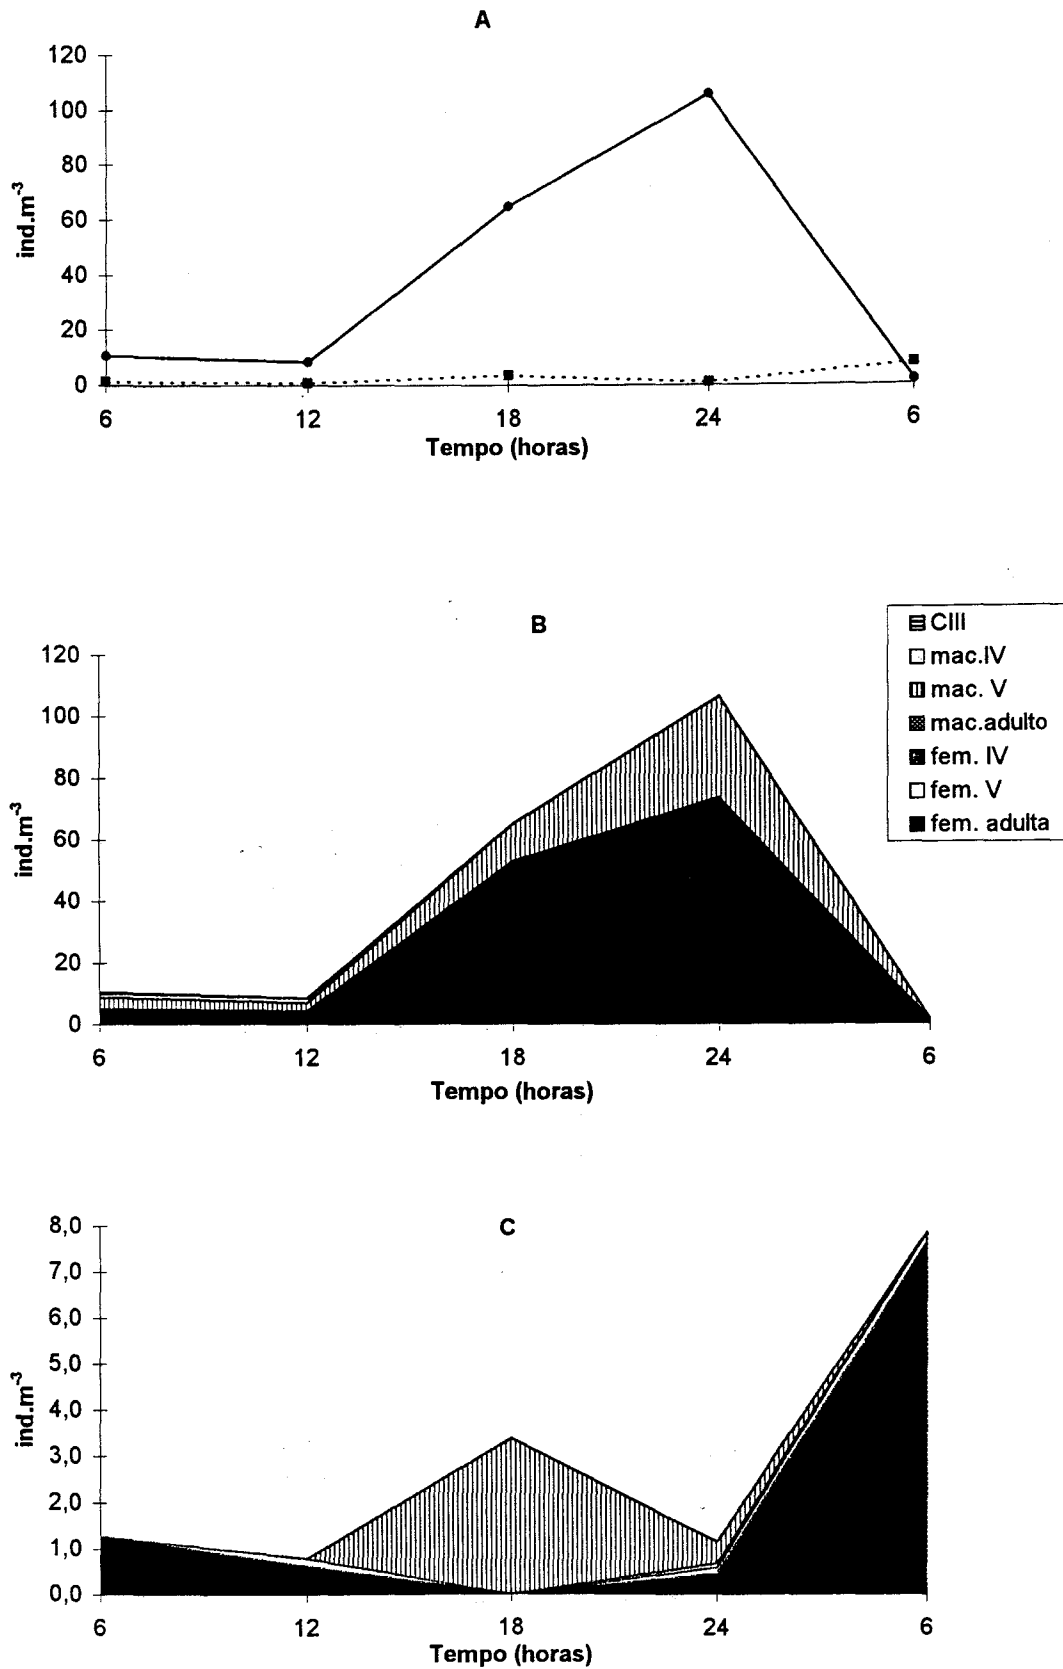 A
120
100
80
60
40
20
0
ind.m-3
6 12 18 24 6
Tempo (horas)
B
120
100
80
60
40
20
0
ind.m-3
6 12 18 24 6
Tempo (horas)
CIII
mac.IV
mac. V
mac.adulto
fem. IV
fem. V
fem. adulta
C
8,0
7,0
6,0
5,0
4,0
3,0
2,0
1,0
0,0
ind.m-3
6 12 18 24 6
Tempo (horas)